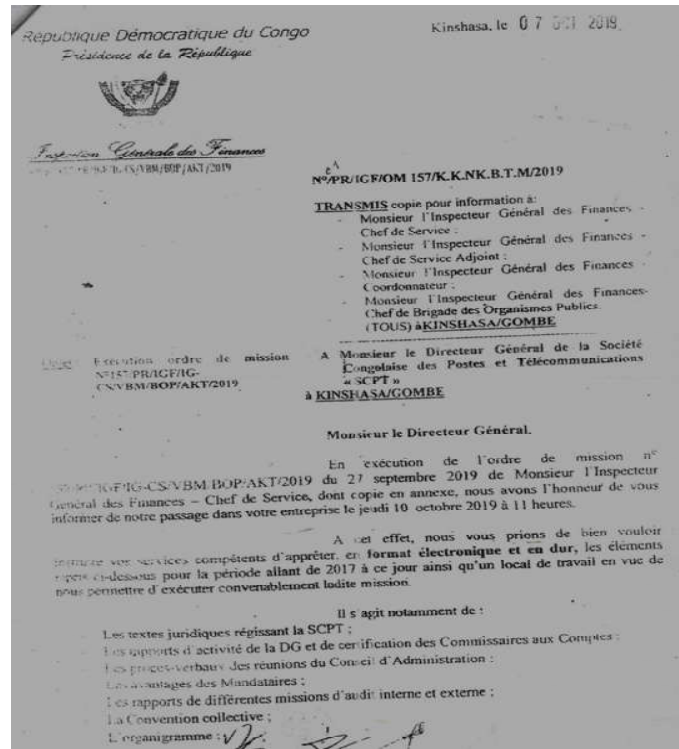 République Démocratique du Congo
Présidence de la République
Kinshasa, le 07 OCT 2019
Inspection Générale des Finances
/VBM/BOP/AKT/2019
N°/PR/IGF/OM 157/K.K.NK.B.T.M/2019
TRANSMIS copie pour information à:
- Monsieur l'Inspecteur Général des Finances -
Chef de Service ;
- Monsieur l'Inspecteur Général des Finances -
Chef de Service Adjoint ;
- Monsieur l'Inspecteur Général des Finances -
Coordonnateur ;
- Monsieur l'Inspecteur Général des Finances-
Chef de Brigade des Organismes Publics.
(TOUS) à KINSHASA/GOMBE
Exécution ordre de mission
N°157/PR/IGF/IG-
CS/VBM/BOP/AKT/2019
A Monsieur le Directeur Général de la Société
Congolaise des Postes et Télécommunications
« SCPT »
à KINSHASA/GOMBE
Monsieur le Directeur Général,
En exécution de l'ordre de mission n°
/IGF/IG-CS/VBM/BOP/AKT/2019 du 27 septembre 2019 de Monsieur l'Inspecteur
Général des Finances – Chef de Service, dont copie en annexe, nous avons l'honneur de vous
informer de notre passage dans votre entreprise le jeudi 10 octobre 2019 à 11 heures.
A cet effet, nous vous prions de bien vouloir
instruire vos services compétents d'apprêter, en format électronique et en dur, les éléments
repris ci-dessous pour la période allant de 2017 à ce jour ainsi qu'un local de travail en vue de
nous permettre d'exécuter convenablement ladite mission.
Il s'agit notamment de :
Les textes juridiques régissant la SCPT ;
Les rapports d'activité de la DG et de certification des Commissaires aux Comptes ;
Les procès-verbaux des réunions du Conseil d'Administration ;
Les avantages des Mandataires ;
Les rapports de différentes missions d'audit interne et externe ;
La Convention collective ;
L'organigramme ;